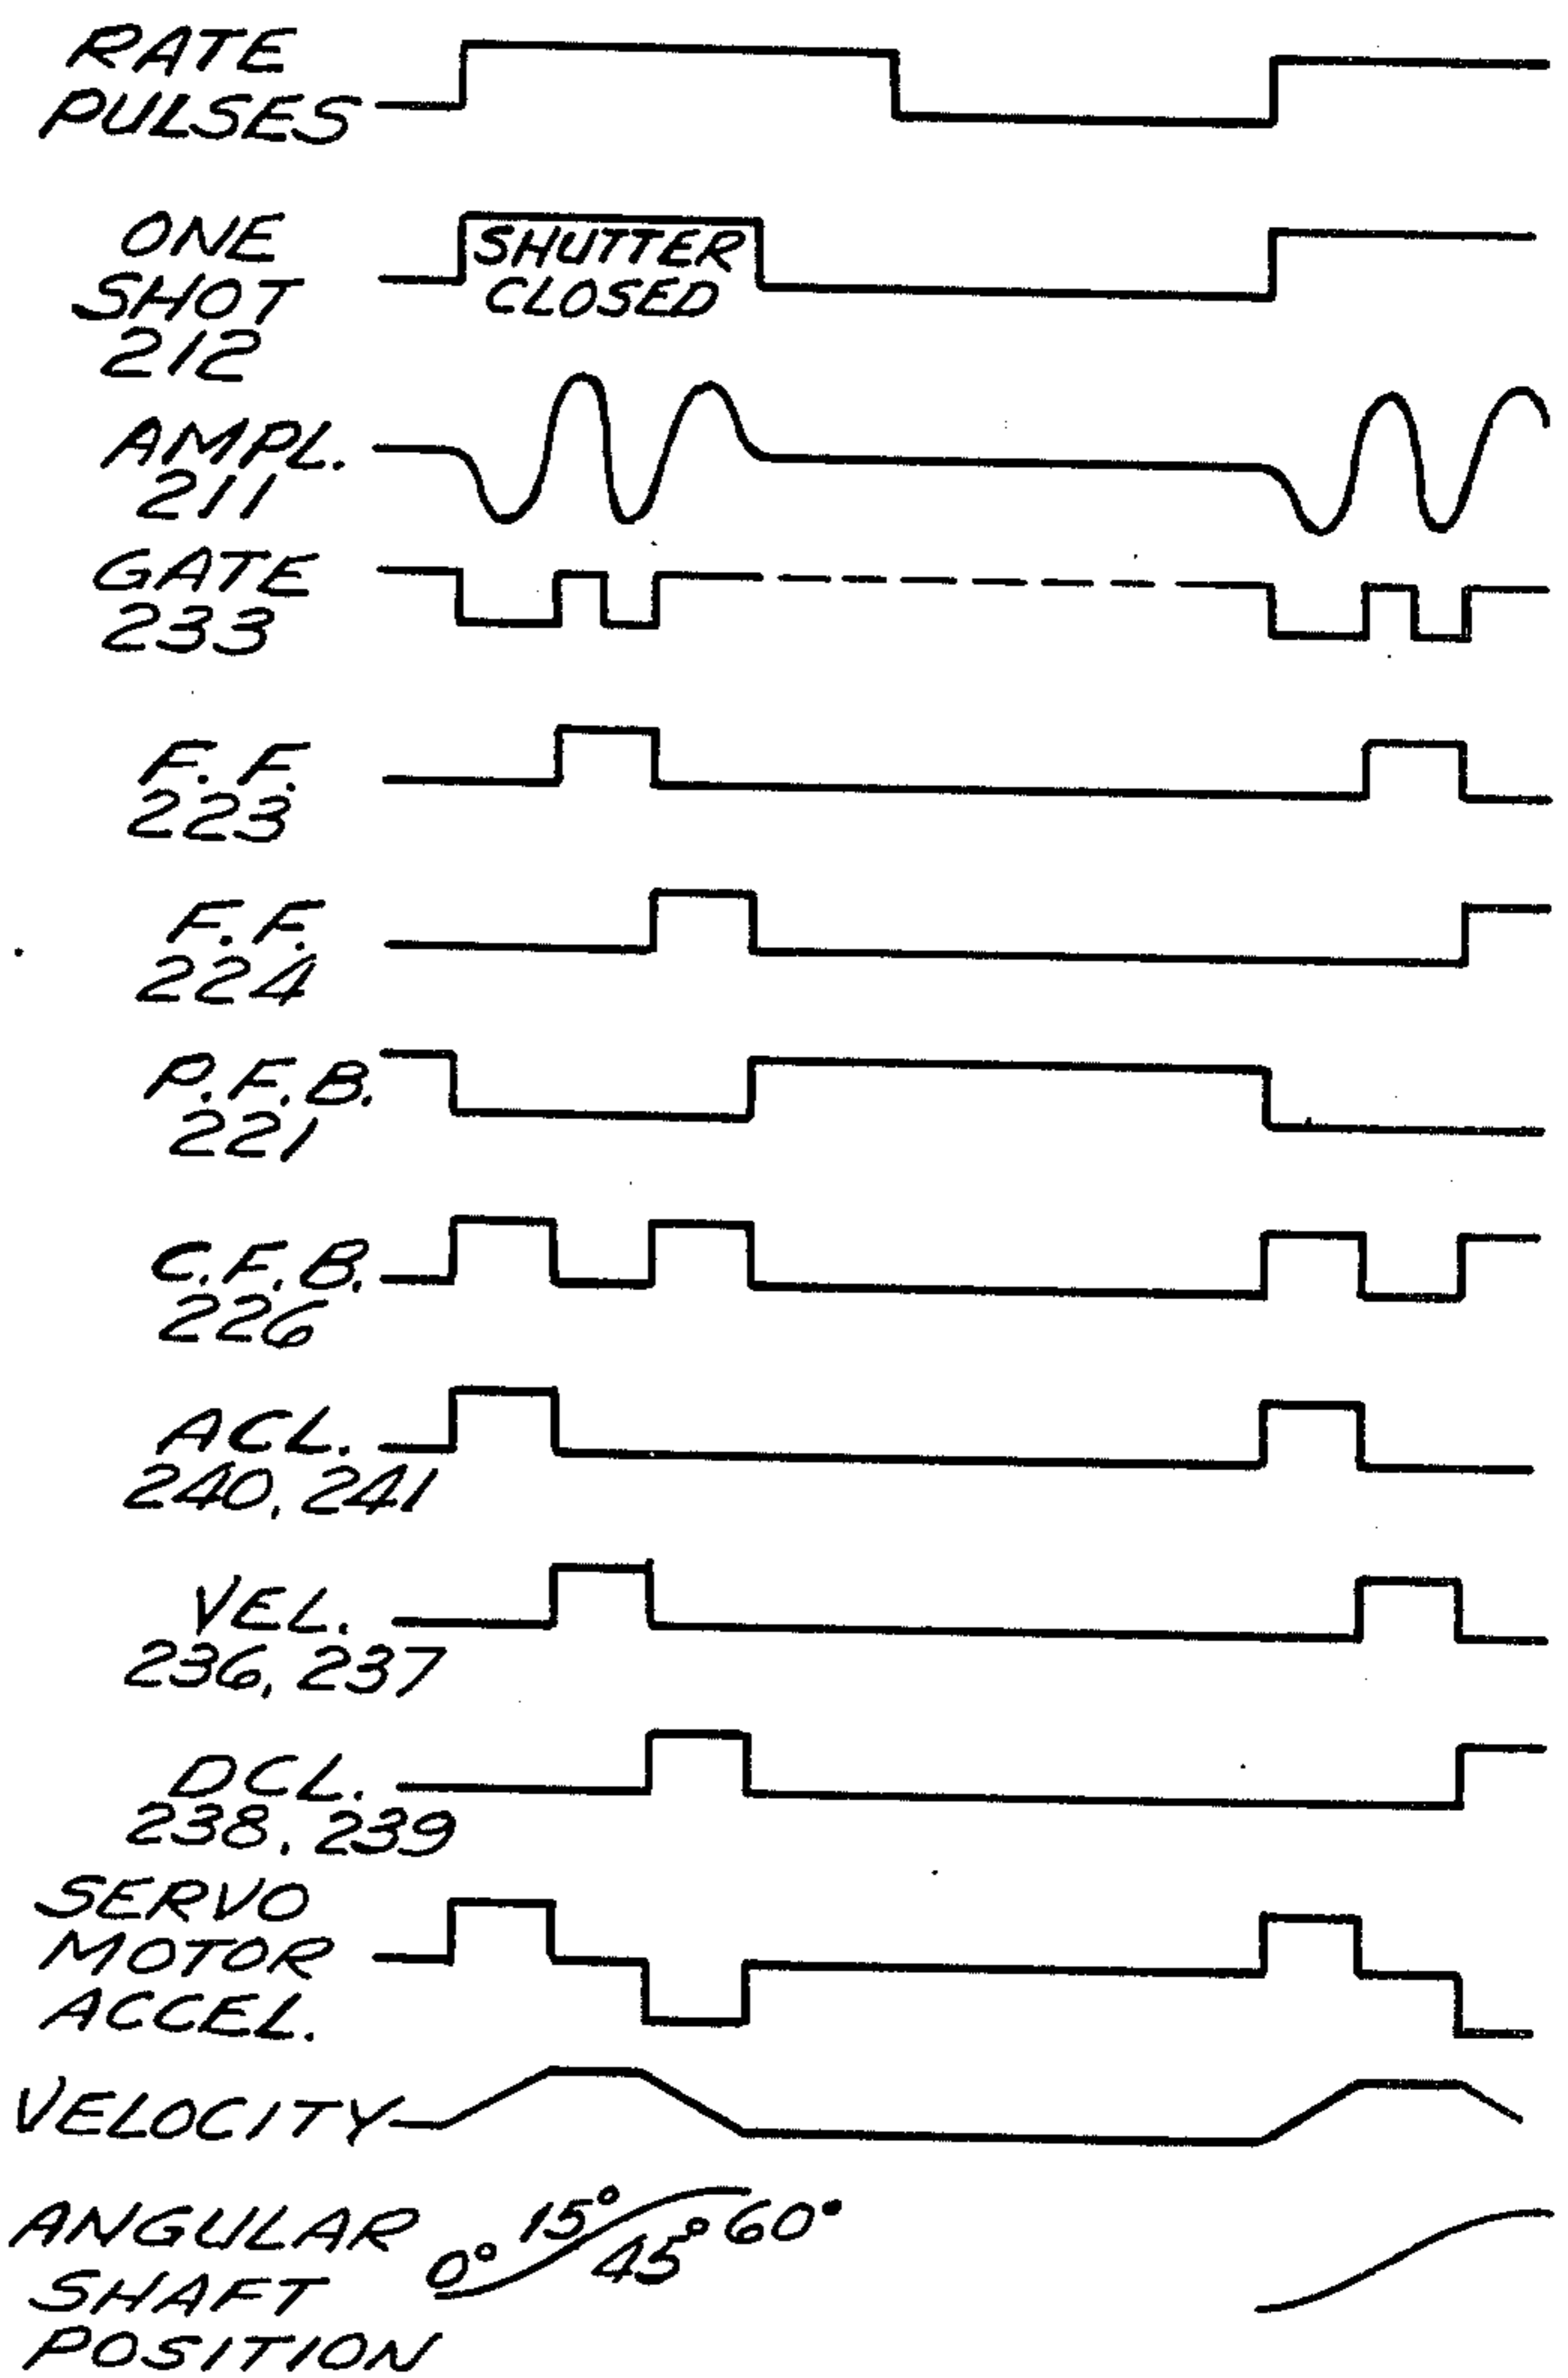 RATE
PULSES
ONE
SHOT
212
SHUTTER
CLOSED
AMPL.
211
GATE
233
F. F.
223
F. F.
224
P.F.B.
221
C.F.B.
226
ACL.
240, 241
VEL.
236, 237
DCL.
238, 239
SERVO
MOTOR
ACCEL.
VELOCITY
ANGULAR
SHAFT
POSITION
0° 15° 45° 60°